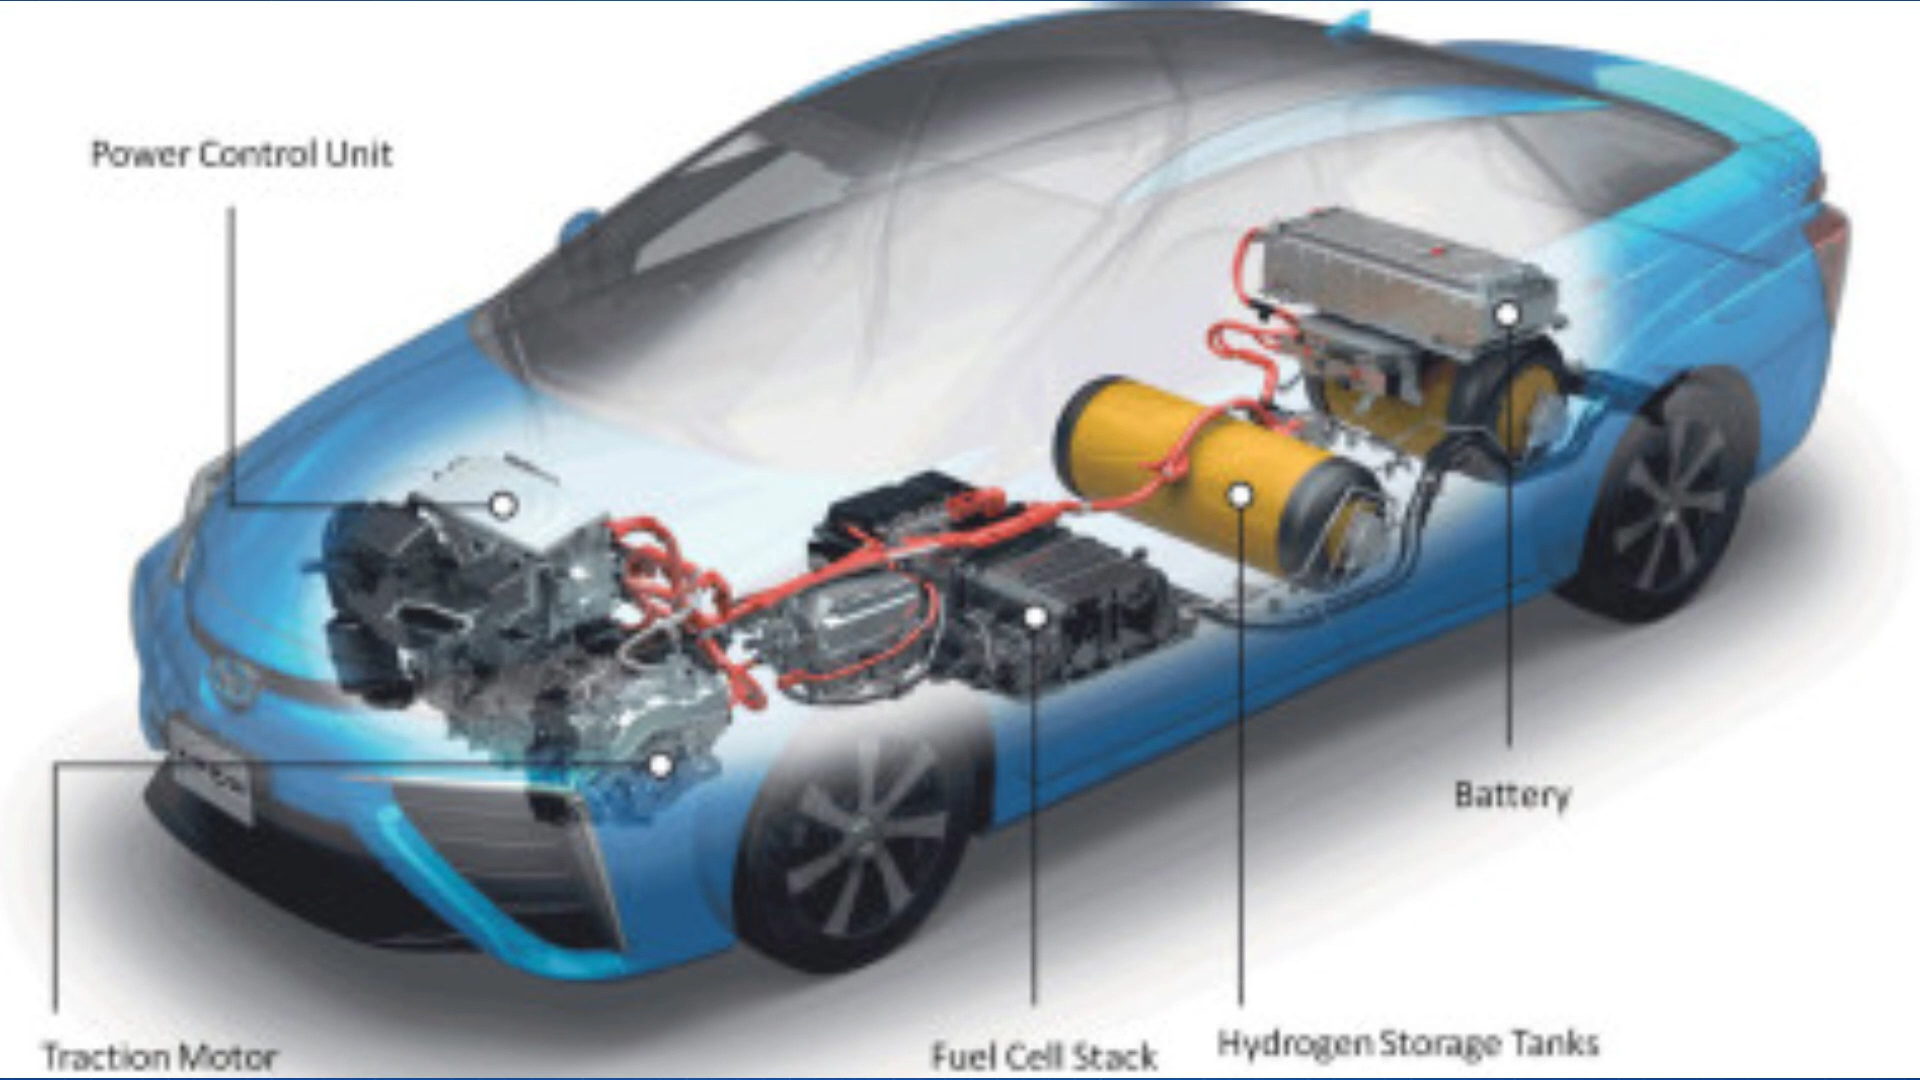 Power Control Unit
Battery
Traction Motor
Fuel Cell Stack
Hydrogen Storage Tanks